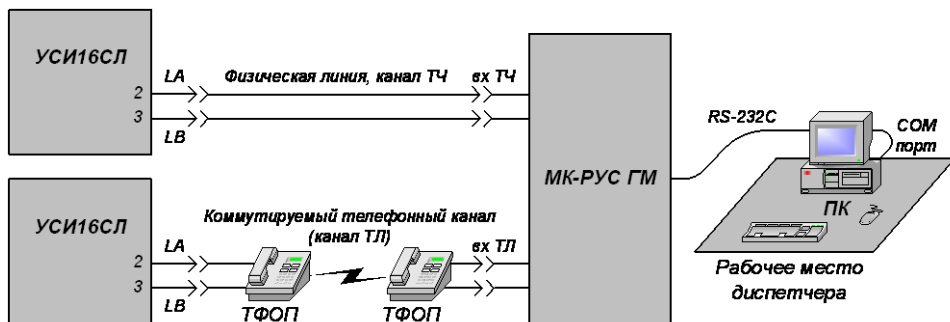 УСИ16СЛ
LA
Физическая линия, канал ТЧ
вх ТЧ
2
3
LB
МК-РУС ГМ
RS-232C
COM
порт
ПК
Рабочее место
диспетчера
УСИ16СЛ
LA
Коммутируемый телефонный канал
(канал ТЛ)
вх ТЛ
2
3
LB
ТФОП
ТФОП